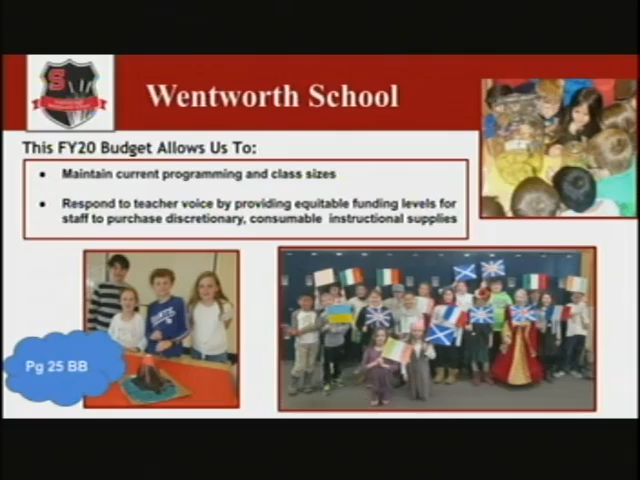 S
Wentworth School
This FY20 Budget Allows Us To:
• Maintain current programming and class sizes
• Respond to teacher voice by providing equitable funding levels for
staff to purchase discretionary, consumable instructional supplies
Pg 25 BB